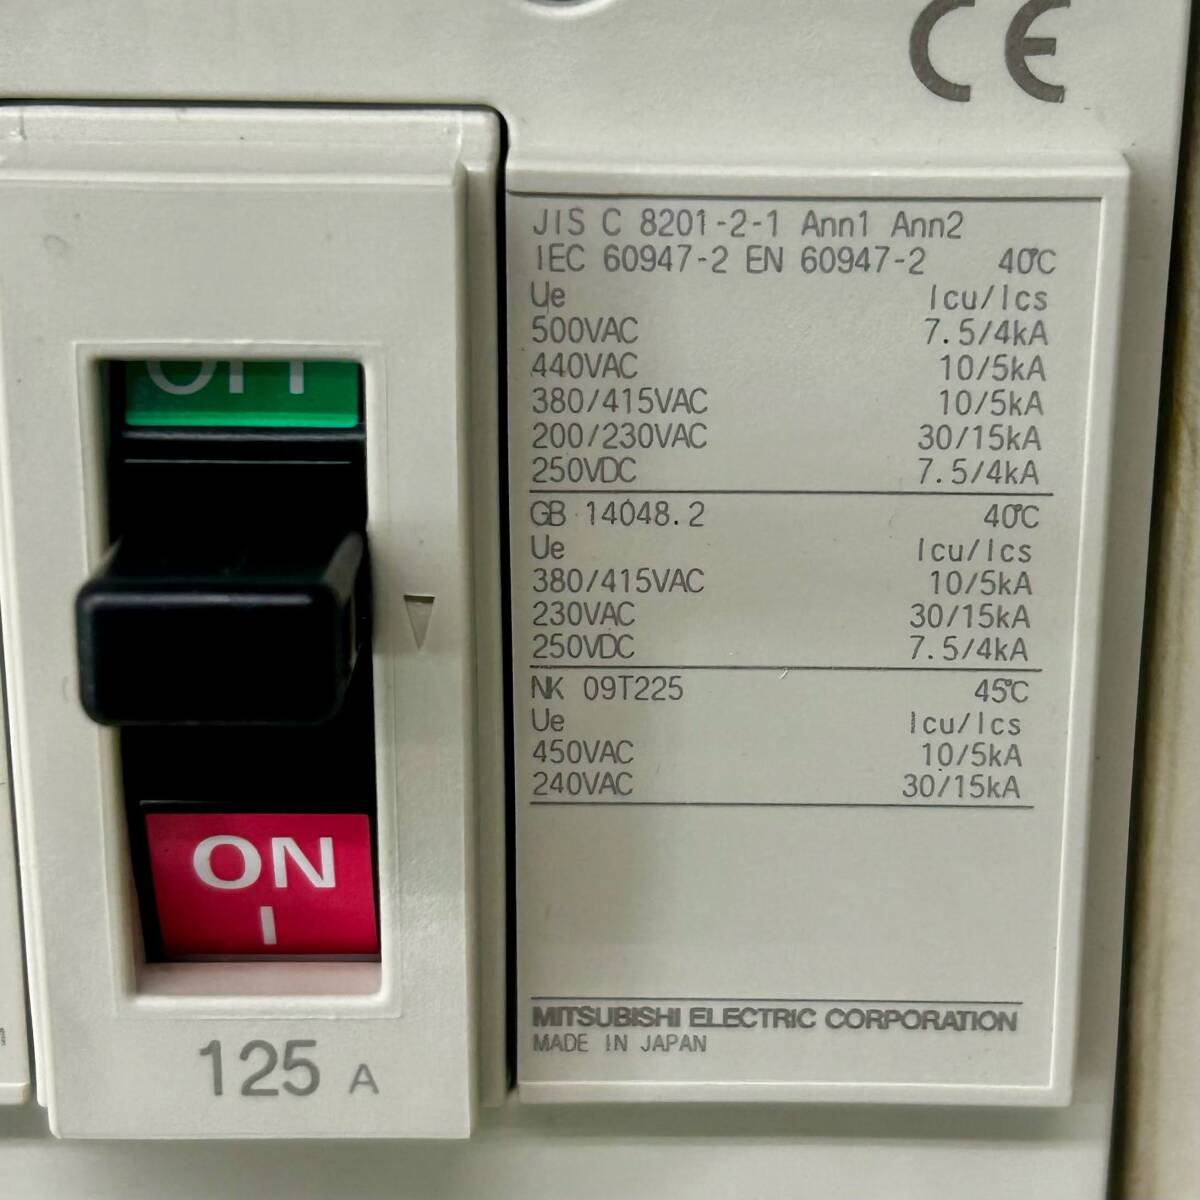 CE
JIS C 8201-2-1 Ann1 Ann2
IEC 60947-2 EN 60947-2 40℃
Ue Icu/Ics
500VAC 7.5/4kA
440VAC 10/5kA
380/415VAC 10/5kA
200/230VAC 30/15kA
250VDC 7.5/4kA
GB 14048.2 40℃
Ue Icu/Ics
380/415VAC 10/5kA
230VAC 30/15kA
250VDC 7.5/4kA
NK 09T225 45℃
Ue Icu/Ics
450VAC 10/5kA
240VAC 30/15kA
MITSUBISHI ELECTRIC CORPORATION
MADE IN JAPAN
OFF
ON
I
125 A